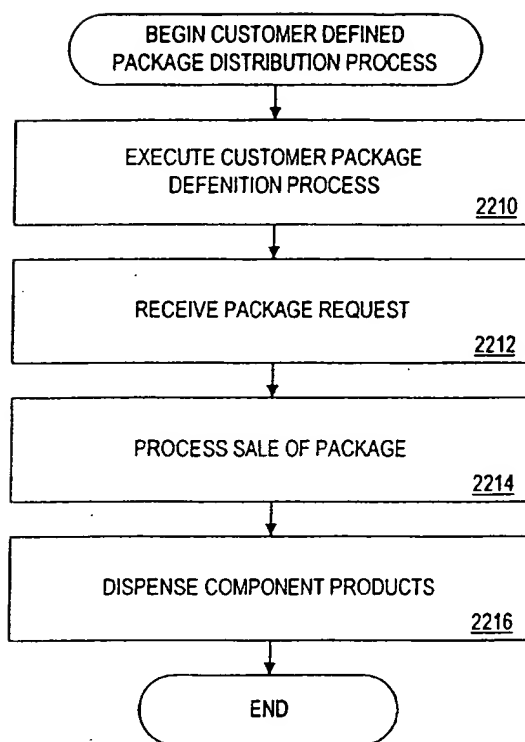 BEGIN CUSTOMER DEFINED
PACKAGE DISTRIBUTION PROCESS
EXECUTE CUSTOMER PACKAGE
DEFENITION PROCESS
2210
RECEIVE PACKAGE REQUEST
2212
PROCESS SALE OF PACKAGE
2214
DISPENSE COMPONENT PRODUCTS
2216
END